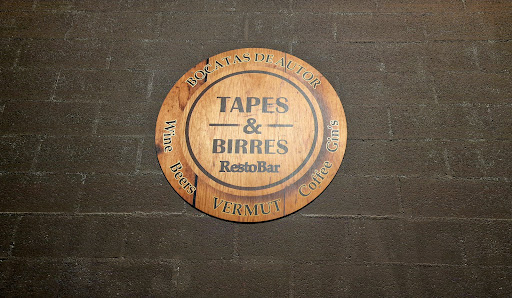 BOCATAS DE AUTOR
TAPES
&
BIRRES
RestoBar
Wine
Beers
VERMUT
Coffee
Gin's